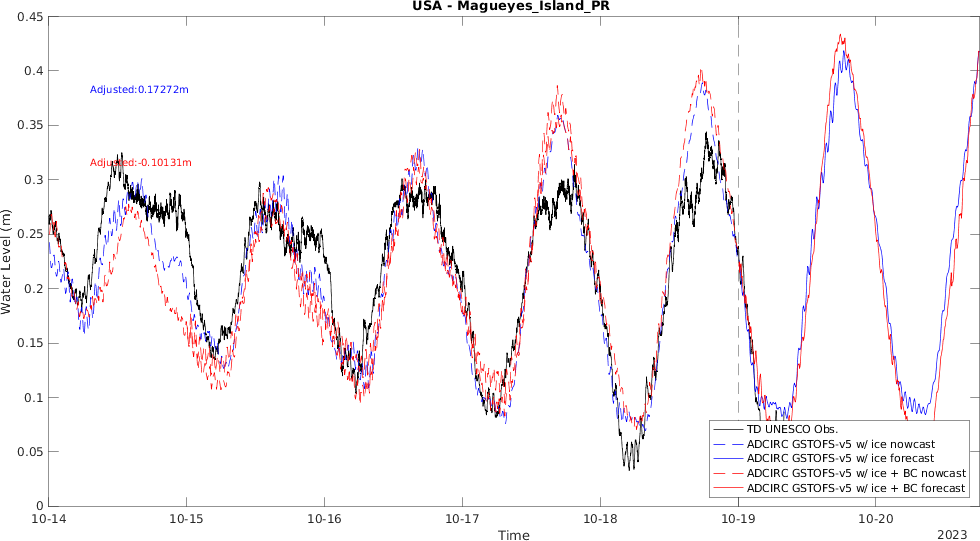 USA - Magueyes_Island_PR
0.45
0.4
0.35
0.3
0.25
0.2
0.15
0.1
0.05
0
Water Level (m)
Adjusted:0.17272m
Adjusted:-0.10131m
TD UNESCO Obs.
ADCIRC GSTOFS-v5 w/ ice nowcast
ADCIRC GSTOFS-v5 w/ ice forecast
ADCIRC GSTOFS-v5 w/ ice + BC nowcast
ADCIRC GSTOFS-v5 w/ ice + BC forecast
10-14 10-15 10-16 10-17 10-18 10-19 10-20
Time
2023